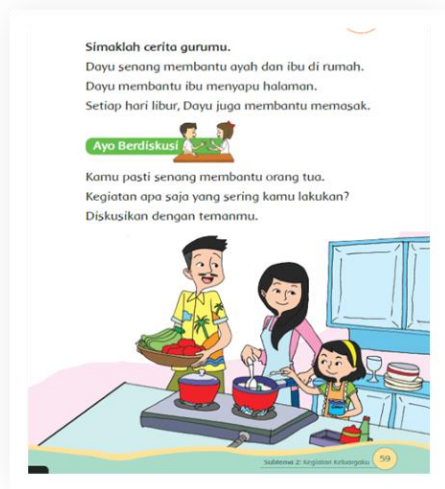 Simaklah cerita gurumu.
Dayu senang membantu ayah dan ibu di rumah.
Dayu membantu ibu menyapu halaman.
Setiap hari libur, Dayu juga membantu memasak.
Ayo Berdiskusi
Kamu pasti senang membantu orang tua.
Kegiatan apa saja yang sering kamu lakukan?
Diskusikan dengan temanmu.
Subtema 2: Kegiatan Keluargaku
59